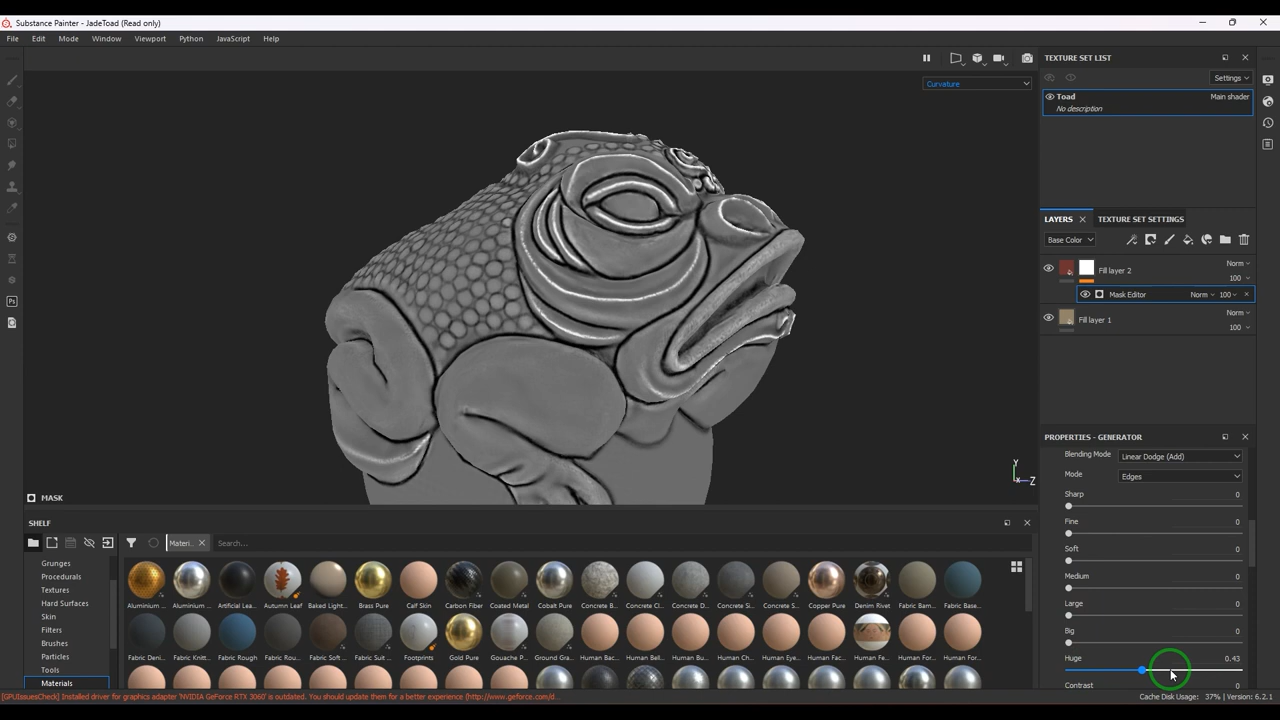 Substance Painter - JadeToad (Read only)
File Edit Mode Window Viewport Python JavaScript Help
TEXTURE SET LIST
Settings
Curvature
Toad Main shader
No description
LAYERS TEXTURE SET SETTINGS
Base Color
Norm
Fill layer 2
100
Mask Editor Norm 100
Norm
Fill layer 1
100
PROPERTIES - GENERATOR
Blending Mode Linear Dodge (Add)
Mode Edges
Sharp 0
Fine 0
Soft 0
Medium 0
Large 0
Big 0
Huge 0.43
Contrast 0
Y
X
Z
MASK
SHELF
Materi... Search...
Ps
Grunges
Procedurals
Textures
Hard Surfaces
Skin
Filters
Brushes
Particles
Tools
Materials
Aluminium ... Aluminium ... Artificial Lea... Autumn Leaf Baked Light... Brass Pure Calf Skin Carbon Fiber Coated Metal Cobalt Pure Concrete B... Concrete Cl... Concrete D... Concrete Si... Concrete S... Copper Pure Denim Rivet Fabric Bam... Fabric Base...
Fabric Deni... Fabric Knitt... Fabric Rough Fabric Rou... Fabric Soft ... Fabric Suit ... Footprints Gold Pure Gouache P... Ground Gra... Human Bac... Human Bell... Human Bu... Human Ch... Human Eye... Human Fac... Human Fe... Human For... Human For...
[GPUIssuesCheck] Installed driver for graphics adapter 'NVIDIA GeForce RTX 3060' is outdated. You should update them for a better experience (http://www.geforce.com/d...
Cache Disk Usage: 37% | Version: 6.2.1